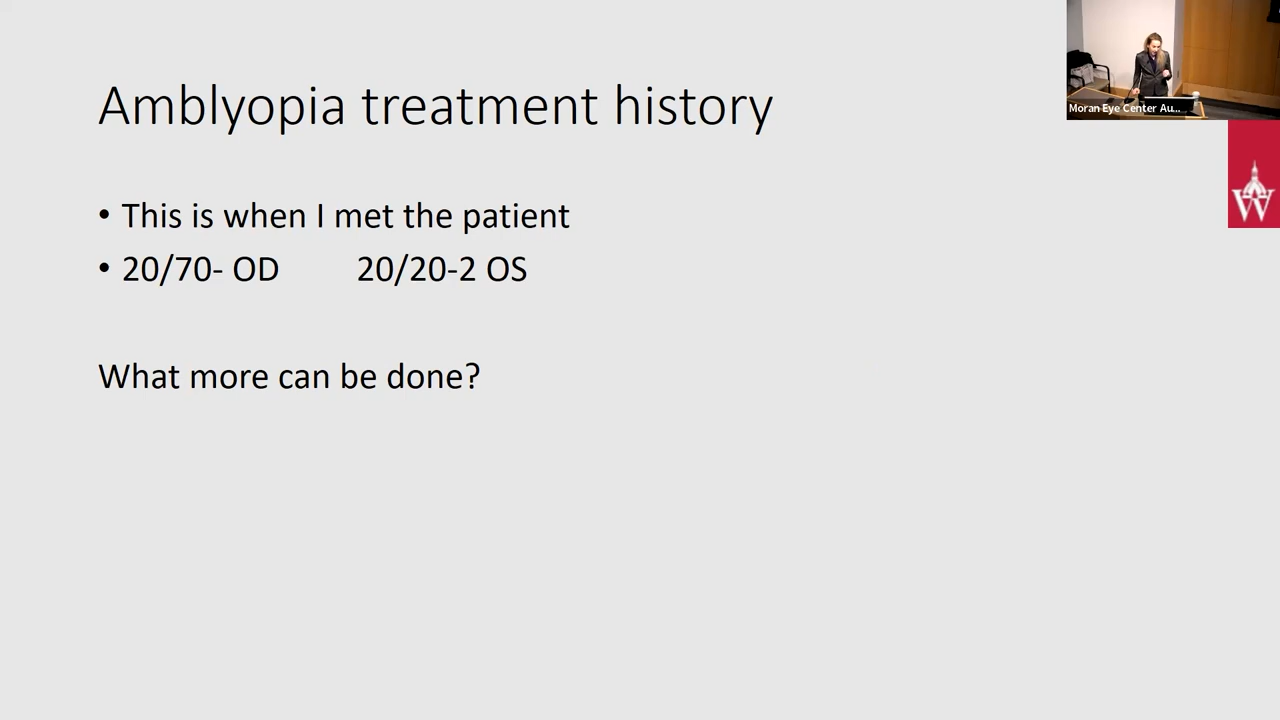 Amblyopia treatment history
Moran Eye Center Au...
• This is when I met the patient
• 20/70- OD 20/20-2 OS
W
What more can be done?